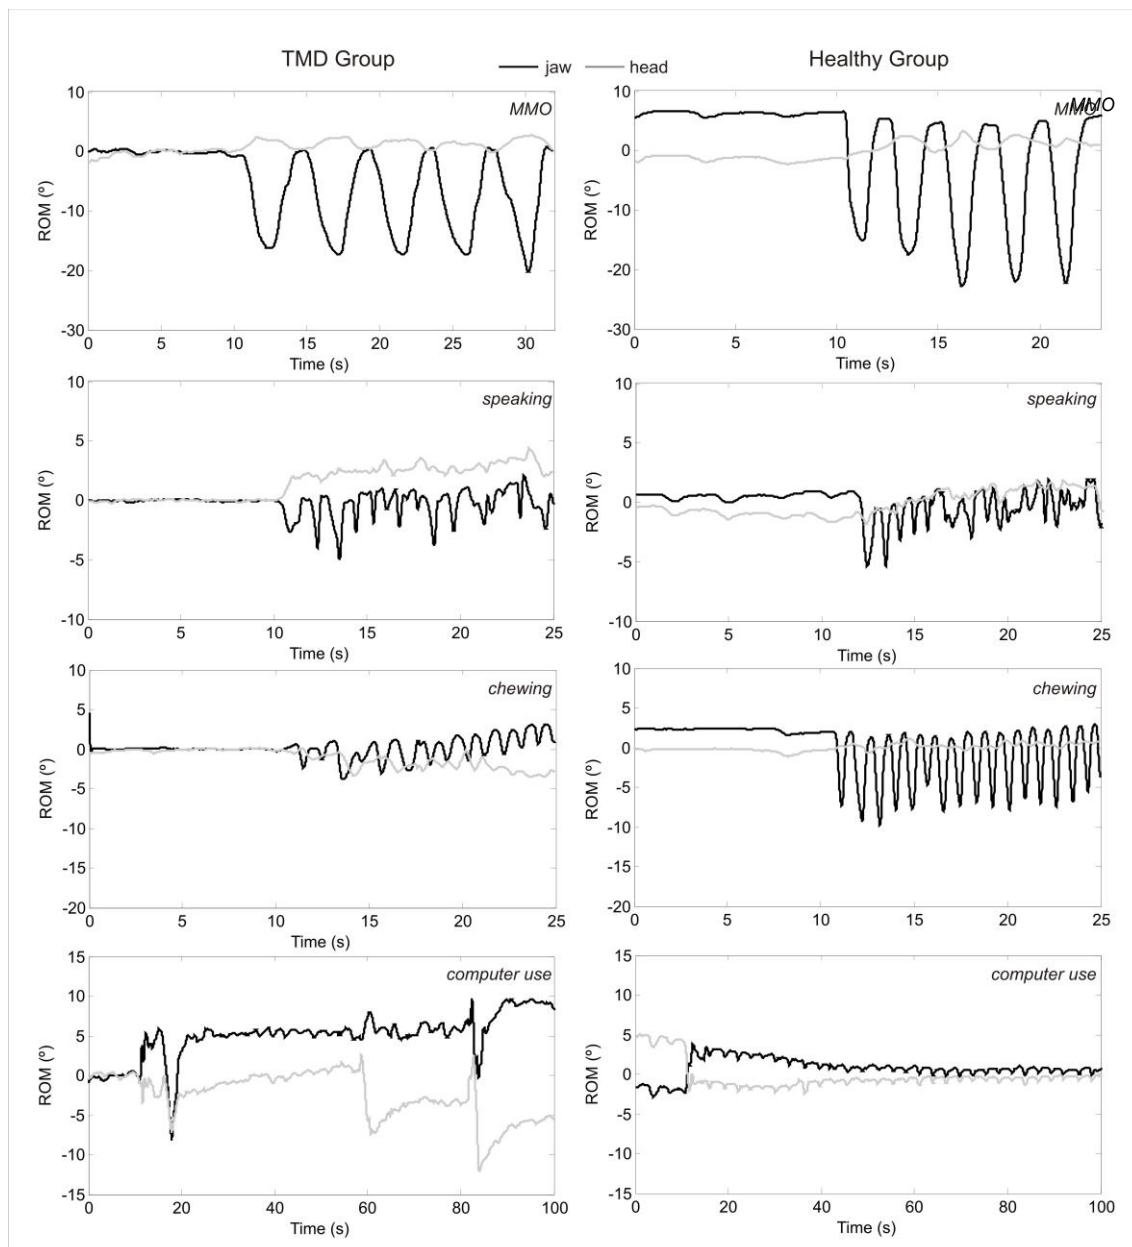 TMD Group
jaw head
Healthy Group
10
0
-10
-20
-30
ROM (º)
MMO
0 5 10 15 20 25 30
Time (s)
10
5
0
-10
-20
-30
ROM (º)
MMO
MMO
0 5 10 15 20
Time (s)
10
5
0
-5
-10
ROM (º)
speaking
0 5 10 15 20 25
Time (s)
10
5
0
-5
-10
ROM (º)
speaking
0 5 10 15 20 25
Time (s)
10
5
0
-5
-10
-15
-20
ROM (º)
chewing
0 5 10 15 20 25
Time (s)
10
5
0
-5
-10
-15
-20
ROM (º)
chewing
0 5 10 15 20 25
Time (s)
15
10
5
0
-5
-10
-15
ROM (º)
computer use
0 20 40 60 80 100
Time (s)
15
10
5
0
-5
-10
-15
ROM (º)
computer use
0 20 40 60 80 100
Time (s)